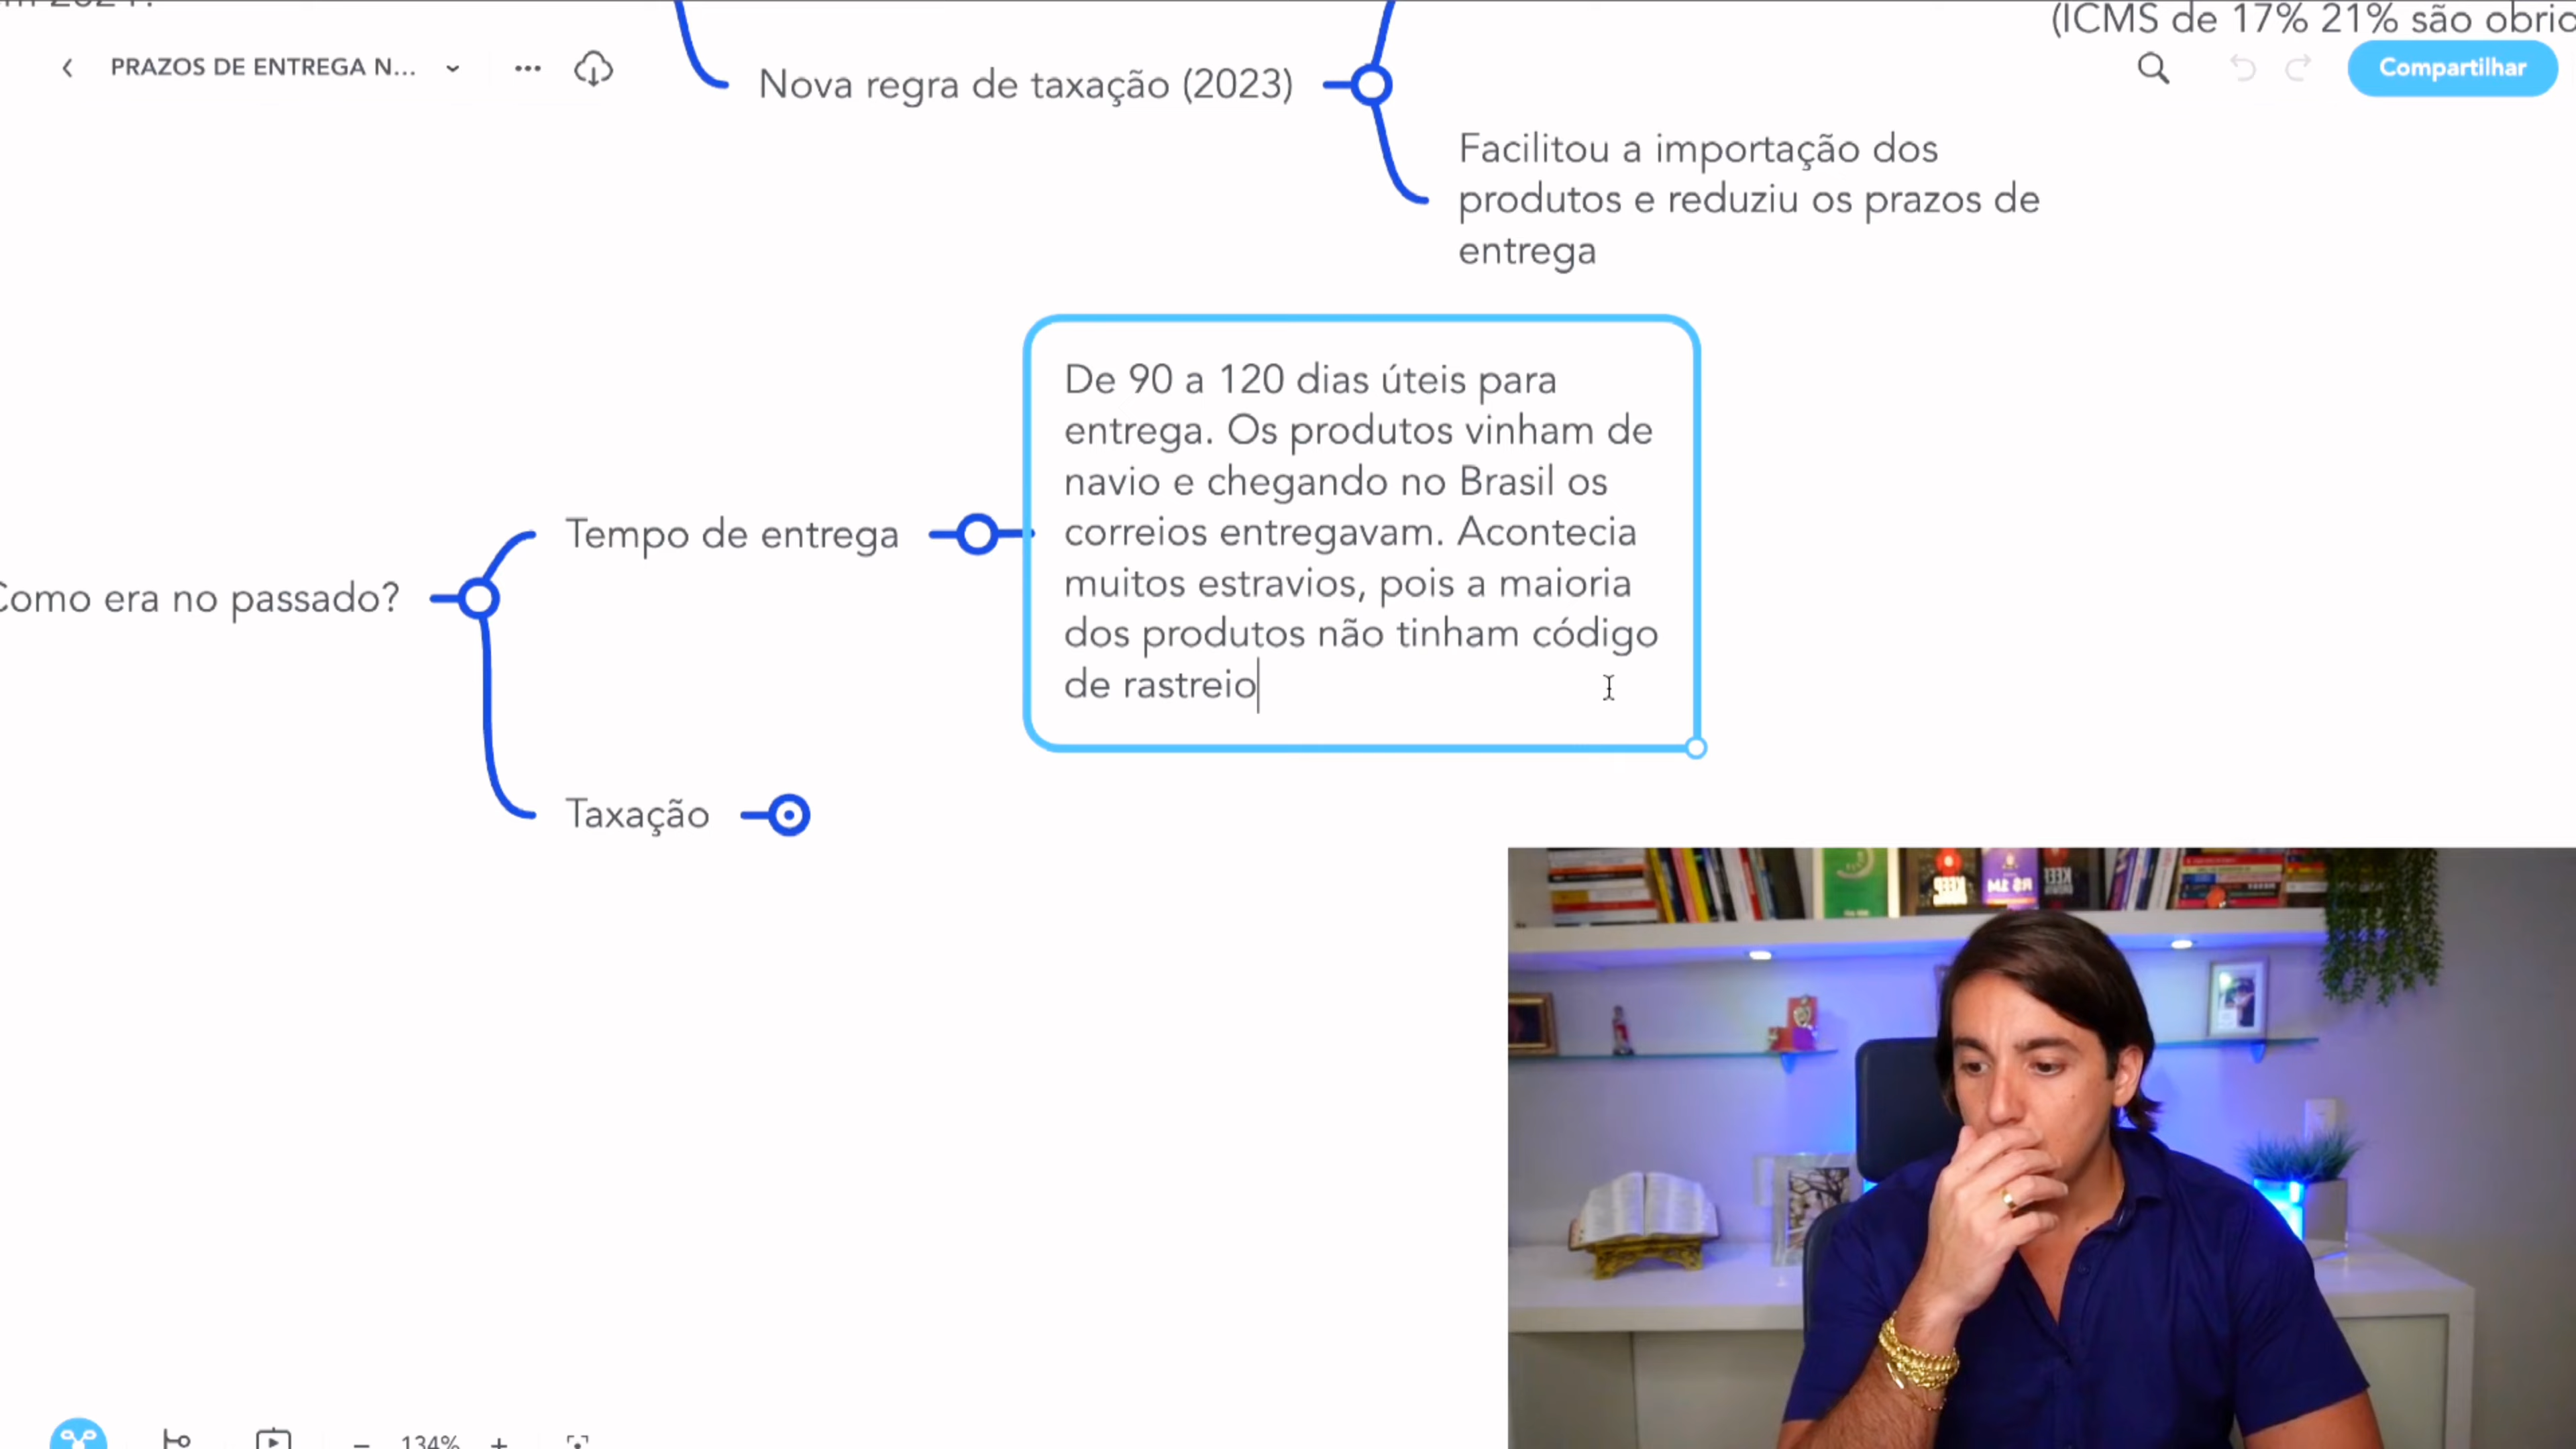 (ICMS de 17% 21% são
PRAZOS DE ENTREGA N...
Compartilhar
Nova regra de taxação (2023)
Facilitou a importação dos
produtos e reduziu os prazos de
entrega
De 90 a 120 dias úteis para
entrega. Os produtos vinham de
navio e chegando no Brasil os
correios entregavam. Acontecia
muitos estravios, pois a maioria
dos produtos não tinham código
de rastreio
Tempo de entrega
Como era no passado?
Taxação
134%